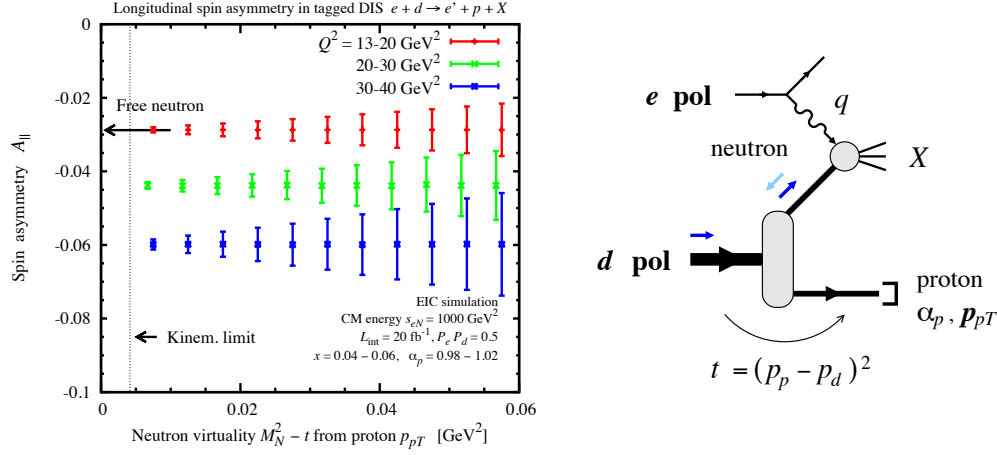 Longitudinal spin asymmetry in tagged DIS e + d → e' + p + X
Q² = 13-20 GeV²
20-30 GeV²
30-40 GeV²
Free neutron
Kinem. limit
EIC simulation
CM energy s_eN = 1000 GeV²
L_int = 20 fb⁻¹, P_e P_d = 0.5
x = 0.04 − 0.06, α_p = 0.98 − 1.02
0
-0.02
-0.04
-0.06
-0.08
-0.1
Spin asymmetry A_||
0
0.02
0.04
0.06
Neutron virtuality M_N² − t from proton p_pT [GeV²]
e pol
q
neutron
X
d pol
proton
α_p , p_pT
t = (p_p − p_d)²